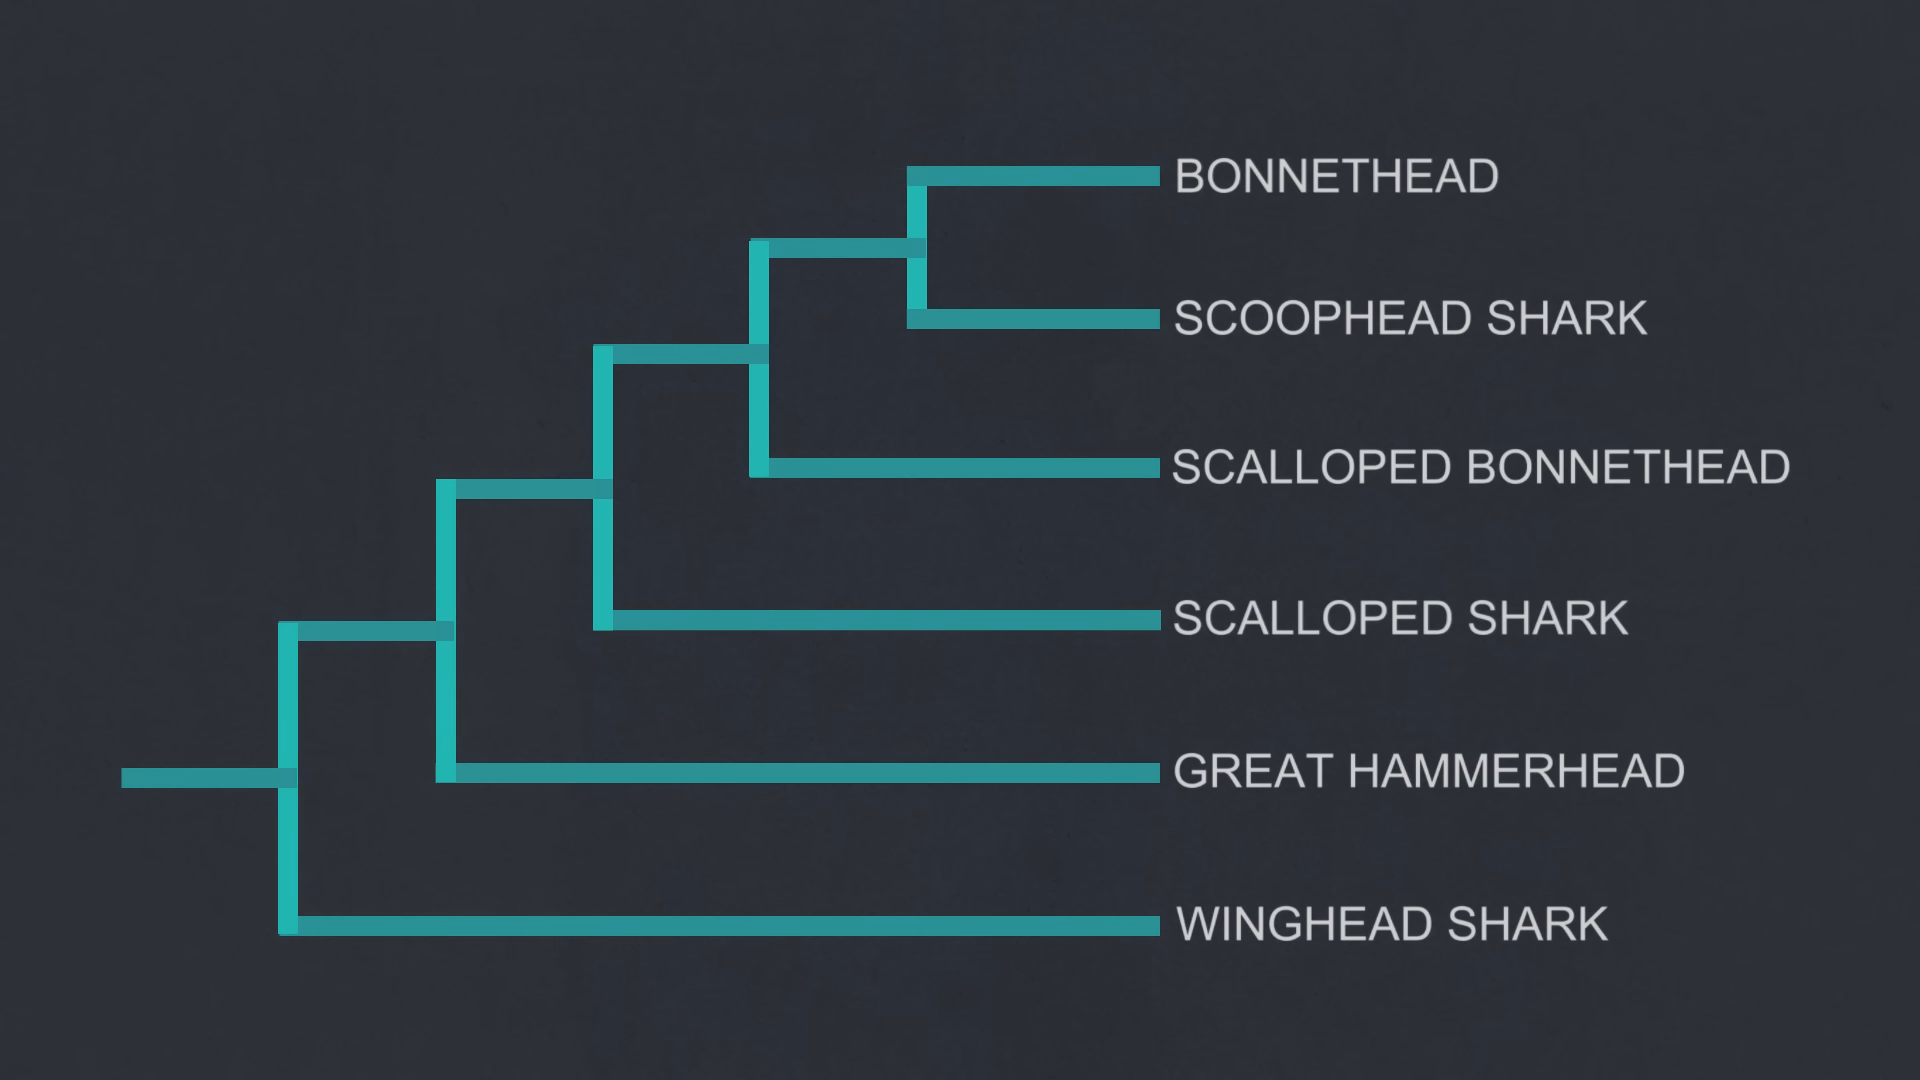 BONNETHEAD
SCOOPHEAD SHARK
SCALLOPED BONNETHEAD
SCALLOPED SHARK
GREAT HAMMERHEAD
WINGHEAD SHARK